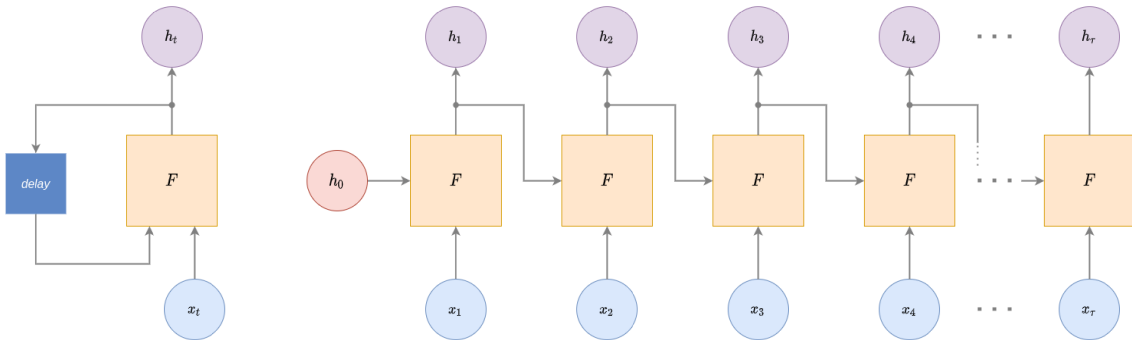 h_t h_1 h_2 h_3 h_4 . . . h_τ
delay F h_0 F F F F . . . F
x_t x_1 x_2 x_3 x_4 . . . x_τ